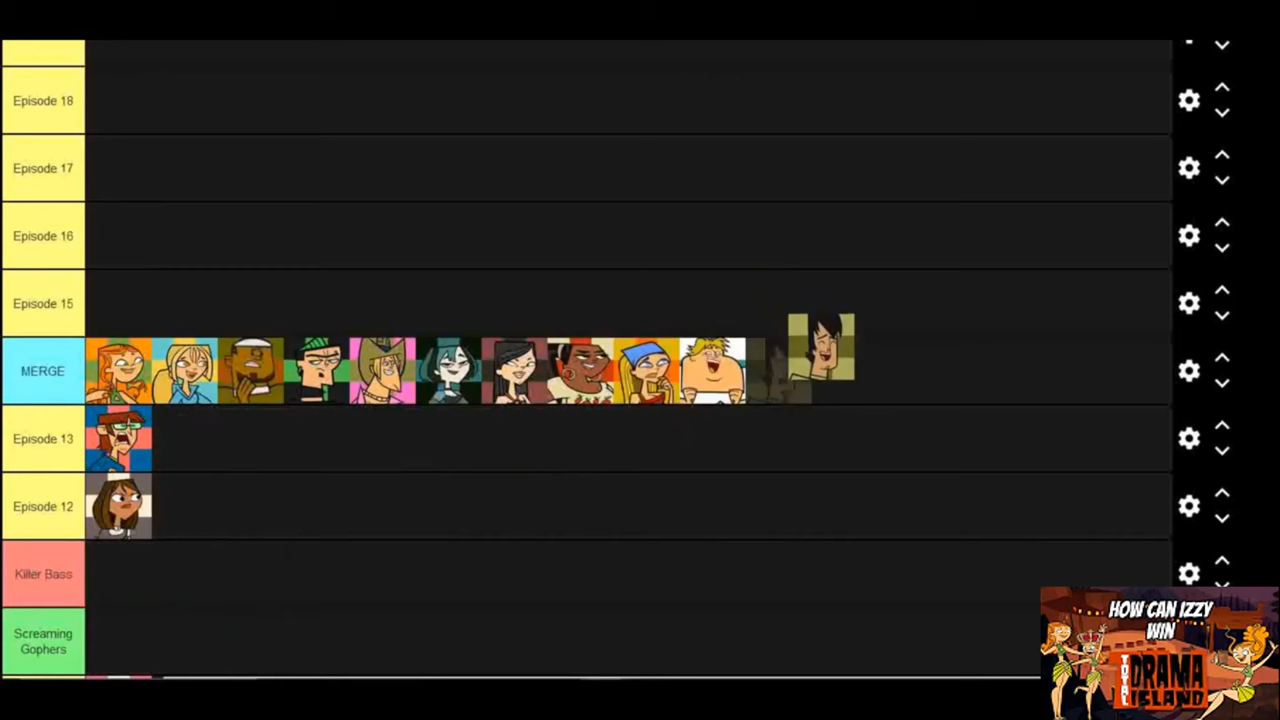 Episode 18
Episode 17
Episode 16
Episode 15
MERGE
Episode 13
Episode 12
Killer Bass
Screaming
Gophers
HOW CAN IZZY
WIN
TOTAL
DRAMA
ISLAND